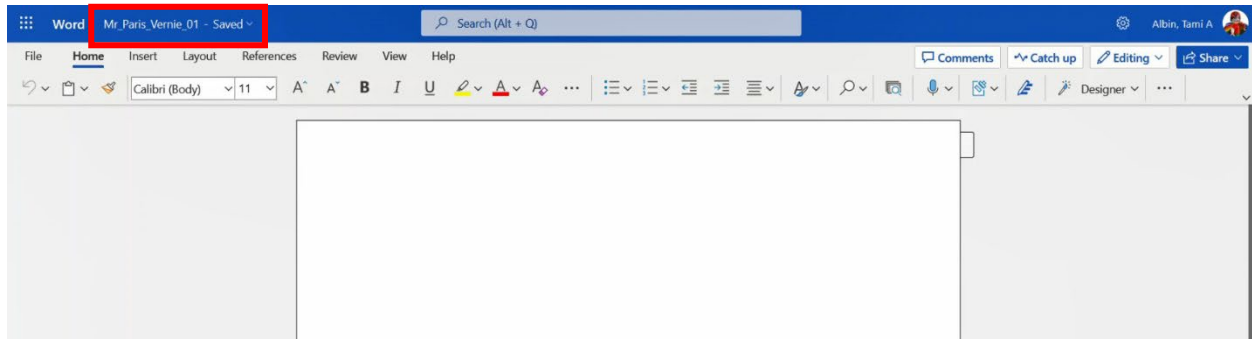 Word Mr_Paris_Vernie_01 - Saved Search (Alt + Q) Albin, Tami A
File Home Insert Layout References Review View Help Comments Catch up Editing Share
Calibri (Body) 11 A A B I U A A Designer